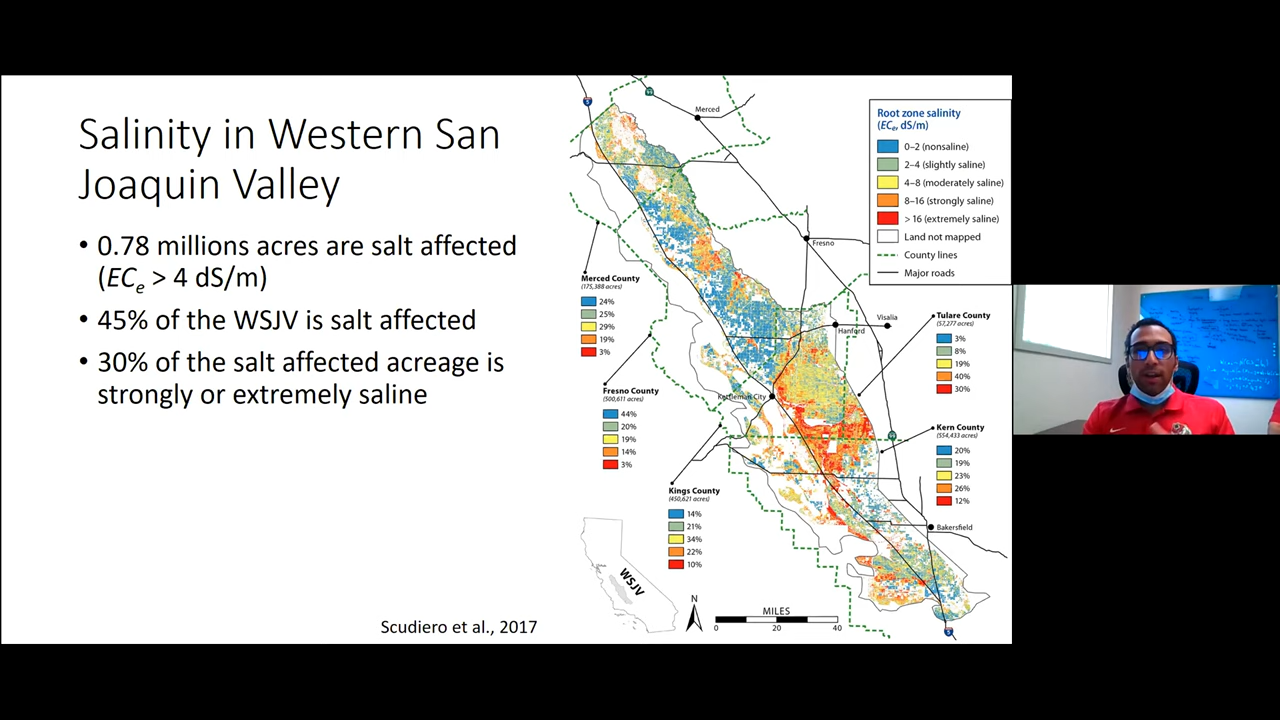 Salinity in Western San
Joaquin Valley
• 0.78 millions acres are salt affected
(ECe > 4 dS/m)
• 45% of the WSJV is salt affected
• 30% of the salt affected acreage is
strongly or extremely saline
Scudiero et al., 2017
Merced
Fresno
Visalia
Hanford
Kettleman City
Bakersfield
Root zone salinity
(ECe, dS/m)
0–2 (nonsaline)
2–4 (slightly saline)
4–8 (moderately saline)
8–16 (strongly saline)
> 16 (extremely saline)
Land not mapped
County lines
Major roads
Merced County
(175,388 acres)
24%
25%
29%
19%
3%
Fresno County
(500,611 acres)
44%
20%
19%
14%
3%
Kings County
(450,621 acres)
14%
21%
34%
22%
10%
Tulare County
(57,277 acres)
3%
8%
19%
40%
30%
Kern County
(554,433 acres)
20%
19%
23%
26%
12%
WSJV
N
MILES
0 20 40